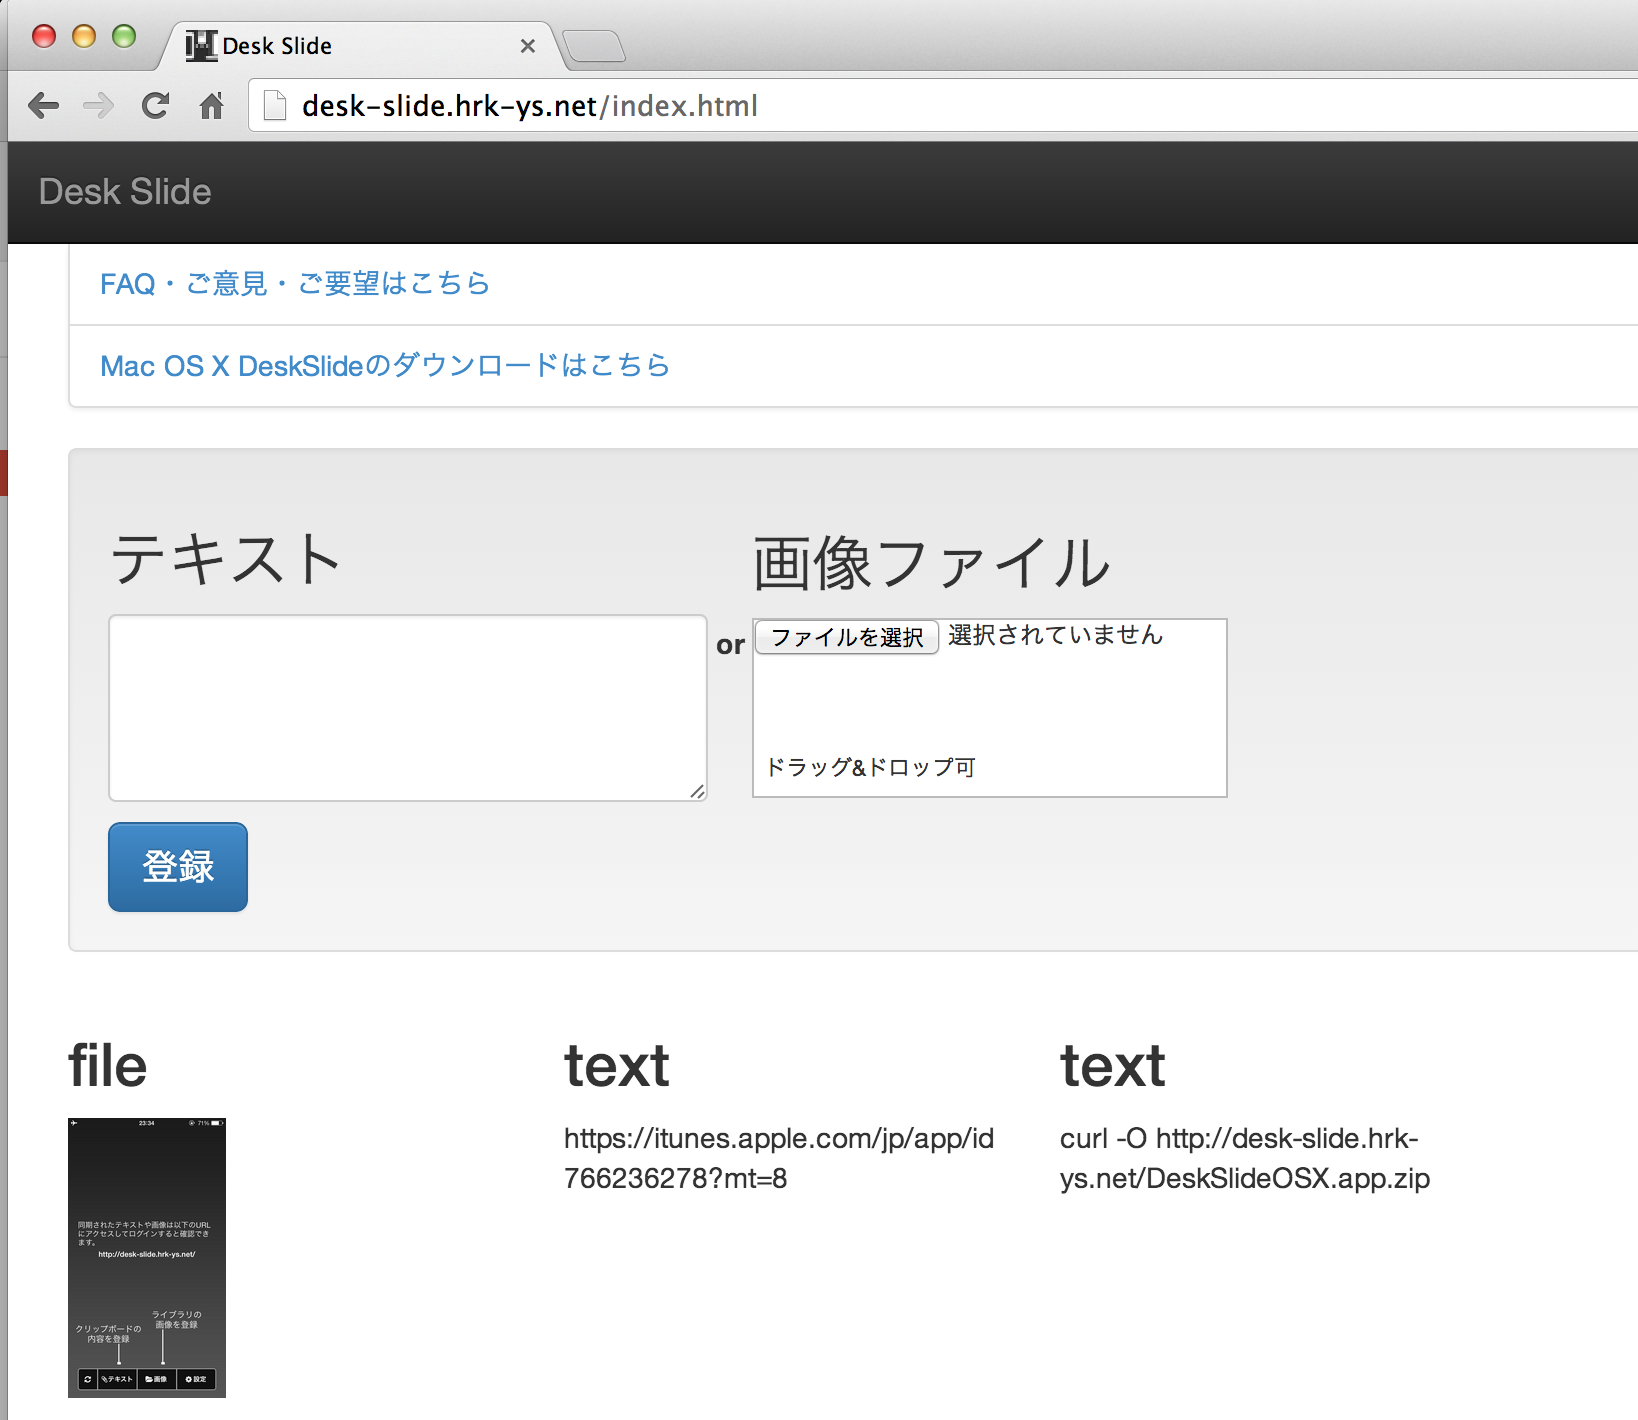 Desk Slide
desk-slide.hrk-ys.net/index.html
Desk Slide
FAQ・ご意見・ご要望はこちら
Mac OS X DeskSlideのダウンロードはこちら
テキスト
画像ファイル
or
ファイルを選択 選択されていません
ドラッグ&ドロップ可
登録
file
23:34
71%
同期されたテキストや画像は以下のURL
にアクセスしてログインすると確認でき
ます。
http://desk-slide.hrk-ys.net/
ライブラリの
画像を登録
クリップボードの
内容を登録
テキスト 画像 設定
text
https://itunes.apple.com/jp/app/id
766236278?mt=8
text
curl -O http://desk-slide.hrk-
ys.net/DeskSlideOSX.app.zip